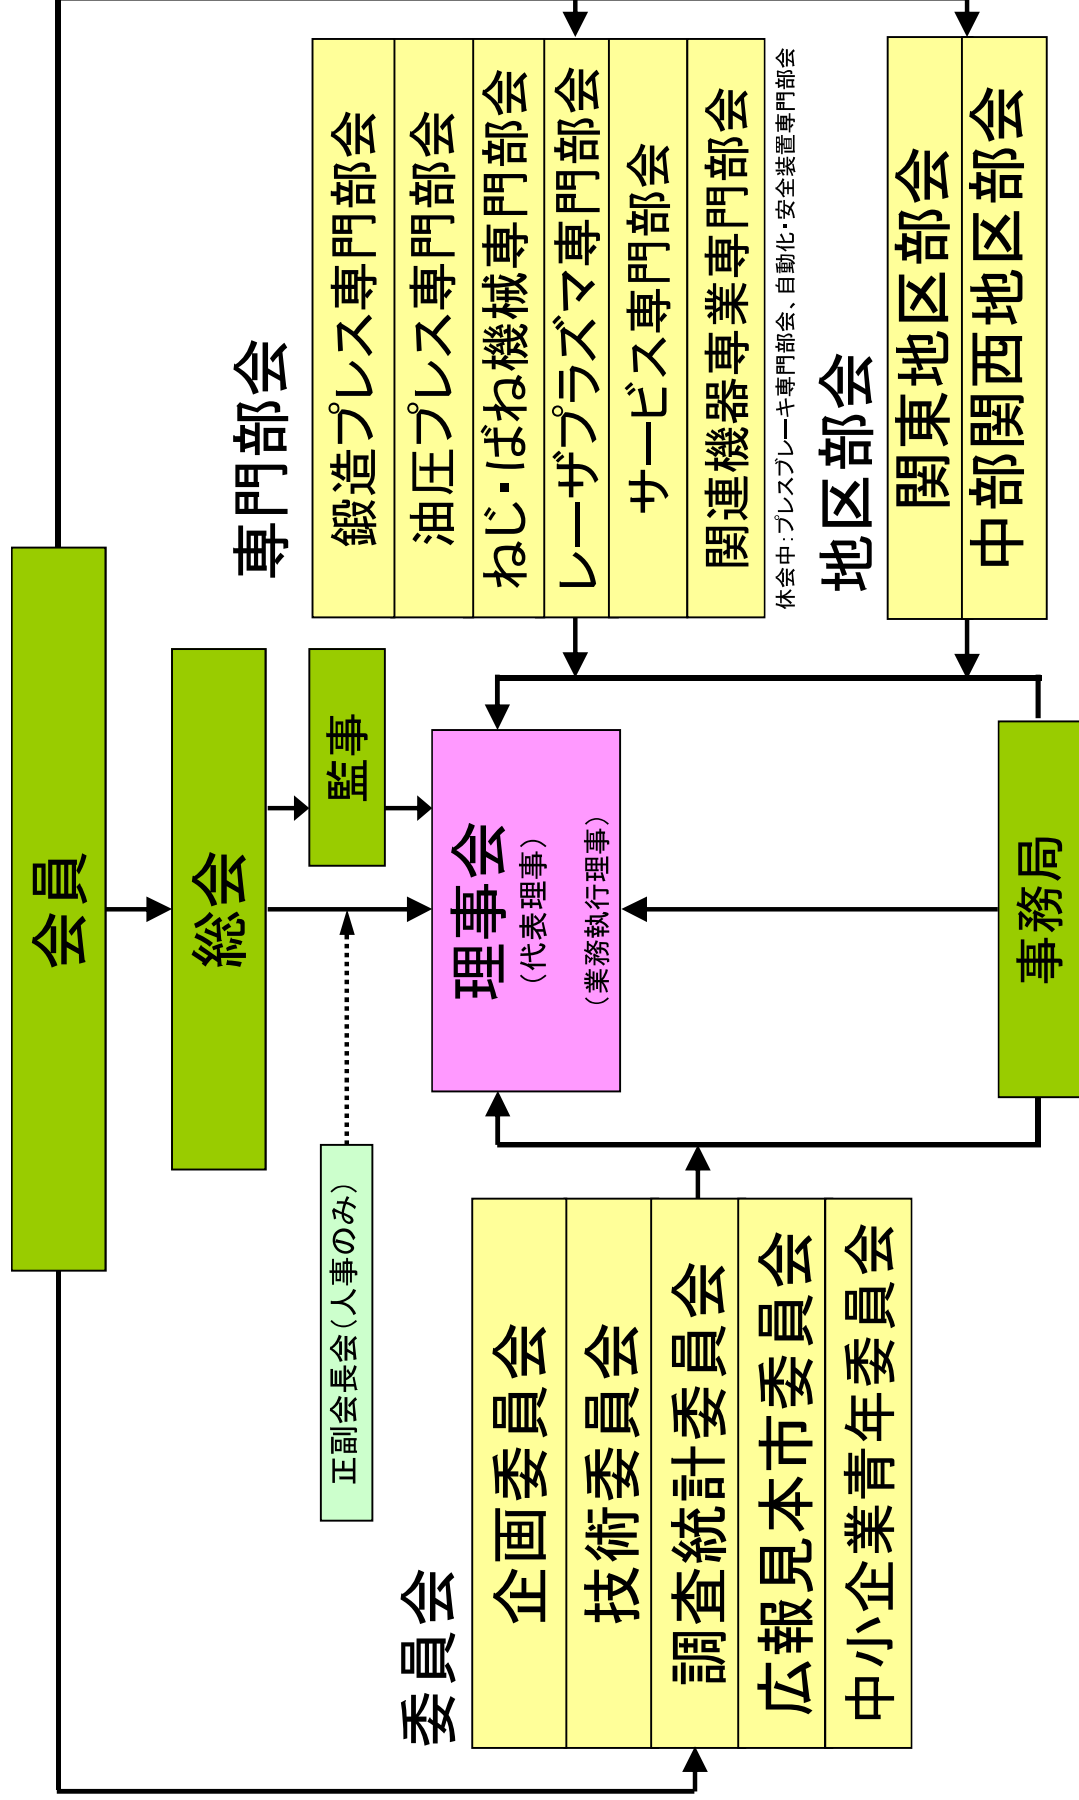 会員
総会
監事
正副会長会（人事のみ）
理事会
（代表理事）
（業務執行理事）
委員会
企画委員会
技術委員会
調査統計委員会
広報見本市委員会
中小企業青年委員会
専門部会
鍛造プレス専門部会
油圧プレス専門部会
ねじ・ばね機械専門部会
レーザプラズマ専門部会
サービス専門部会
関連機器専業専門部会
休会中：プレスブレーキ専門部会、自動化・安全装置専門部会
地区部会
関東地区部会
中部関西地区部会
事務局